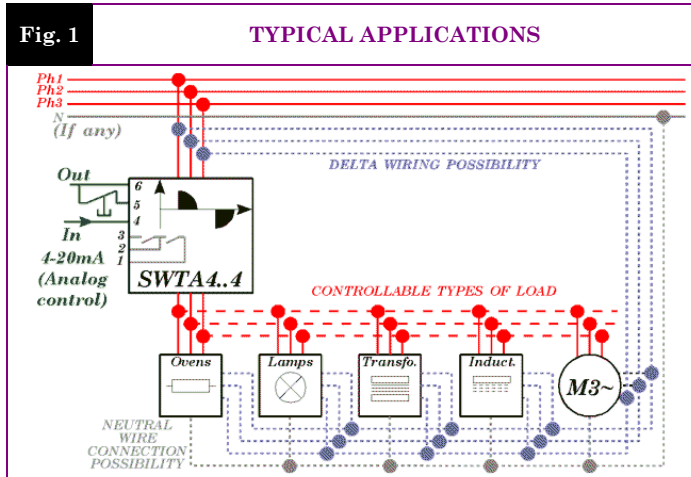 Fig. 1
TYPICAL APPLICATIONS
Ph1
Ph2
Ph3
N
(If any)
DELTA WIRING POSSIBILITY
Out
6
5
4
In
3
2
1
4-20mA
(Analog
control)
SWTA4..4
CONTROLLABLE TYPES OF LOAD
Ovens
Lamps
Transfo.
Induct.
M3~
NEUTRAL
WIRE
CONNECTION
POSSIBILITY